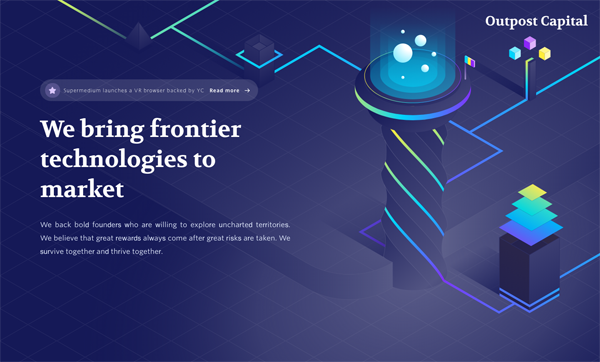 Outpost Capital
Supermedium launches a VR browser backed by YC Read more
We bring frontier
technologies to
market
We back bold founders who are willing to explore uncharted territories.
We believe that great rewards always come after great risks are taken. We
survive together and thrive together.